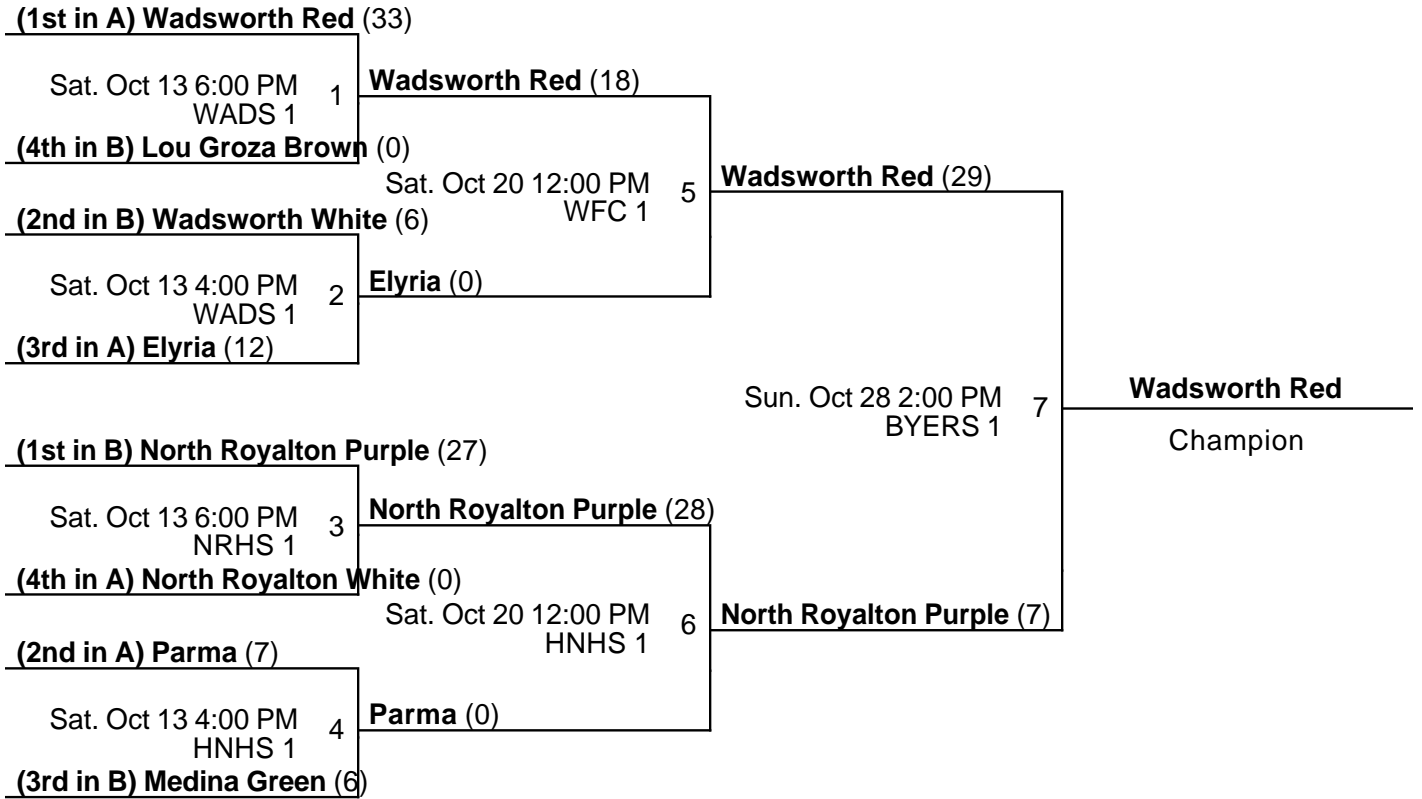 (1st in A) Wadsworth Red (33)
Sat. Oct 13 6:00 PM
WADS 1
1
(4th in B) Lou Groza Brown (0)
Wadsworth Red (18)
(2nd in B) Wadsworth White (6)
Sat. Oct 13 4:00 PM
WADS 1
2
(3rd in A) Elyria (12)
Elyria (0)
Sat. Oct 20 12:00 PM
WFC 1
5
Wadsworth Red (29)
(1st in B) North Royalton Purple (27)
Sat. Oct 13 6:00 PM
NRHS 1
3
(4th in A) North Royalton White (0)
North Royalton Purple (28)
(2nd in A) Parma (7)
Sat. Oct 13 4:00 PM
HNHS 1
4
(3rd in B) Medina Green (6)
Parma (0)
Sat. Oct 20 12:00 PM
HNHS 1
6
North Royalton Purple (7)
Sun. Oct 28 2:00 PM
BYERS 1
7
Wadsworth Red
Champion